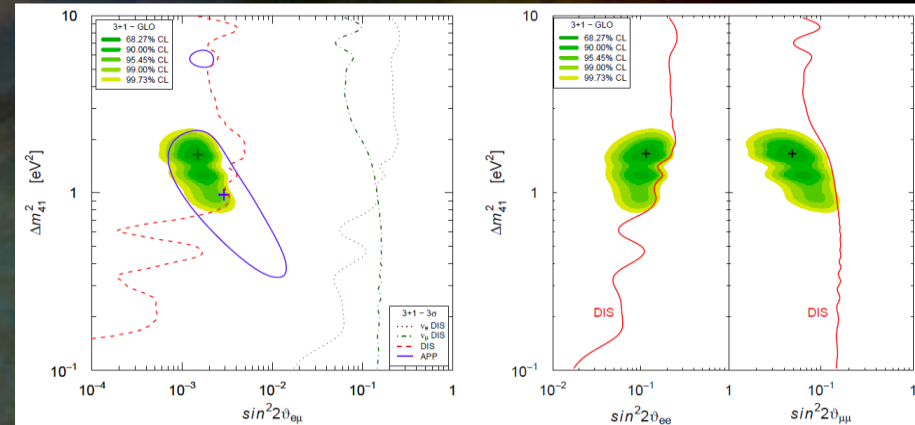 3+1 − GLO
68.27% CL
90.00% CL
95.45% CL
99.00% CL
99.73% CL
Δm²₄₁ [eV²]
10
1
10⁻¹
10⁻⁴ 10⁻³ 10⁻² 10⁻¹ 1
sin²2ϑₑμ
3+1 − 3σ
νₑ DIS
νμ DIS
DIS
APP
3+1 − GLO
68.27% CL
90.00% CL
95.45% CL
99.00% CL
99.73% CL
Δm²₄₁ [eV²]
10
1
10⁻¹
DIS
DIS
10⁻² 10⁻¹ 1 10⁻¹ 1
sin²2ϑₑₑ
sin²2ϑμμ